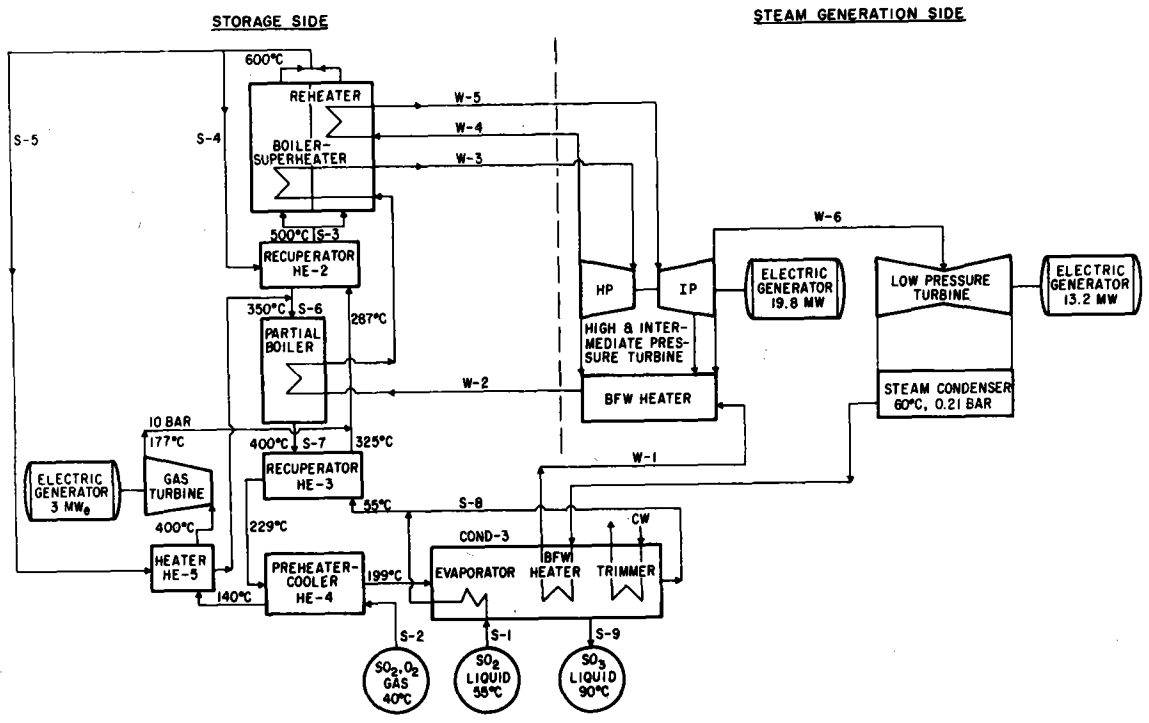 STORAGE SIDE
STEAM GENERATION SIDE
600°C
REHEATER
W-5
W-4
S-5
S-4
BOILER-
SUPERHEATER
W-3
500°C
S-3
W-6
RECUPERATOR
HE-2
350°C
S-6
287°C
HP
IP
ELECTRIC
GENERATOR
19.8 MW
LOW PRESSURE
TURBINE
ELECTRIC
GENERATOR
13.2 MW
PARTIAL
BOILER
HIGH & INTER-
MEDIATE PRES-
SURE TURBINE
W-2
BFW HEATER
STEAM CONDENSER
60°C, 0.21 BAR
10 BAR
177°C
400°C
S-7
325°C
W-1
ELECTRIC
GENERATOR
3 MWe
GAS
TURBINE
RECUPERATOR
HE-3
400°C
229°C
55°C
S-8
CW
COND-3
HEATER
HE-5
PREHEATER-
COOLER
HE-4
199°C
EVAPORATOR
BFW
HEATER
TRIMMER
140°C
S-2
S-1
S-9
SO2,O2
GAS
40°C
SO2
LIQUID
55°C
SO3
LIQUID
90°C